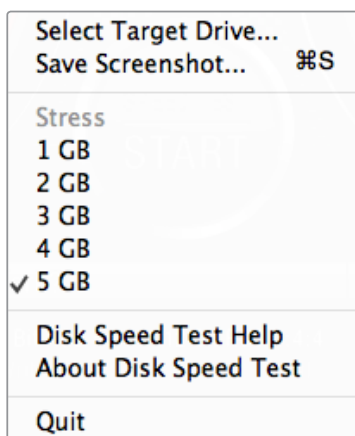 Select Target Drive...
Save Screenshot... ⌘S
Stress
START
1 GB
2 GB
3 GB
4 GB
✓ 5 GB
Disk Speed Test Help
About Disk Speed Test
Quit